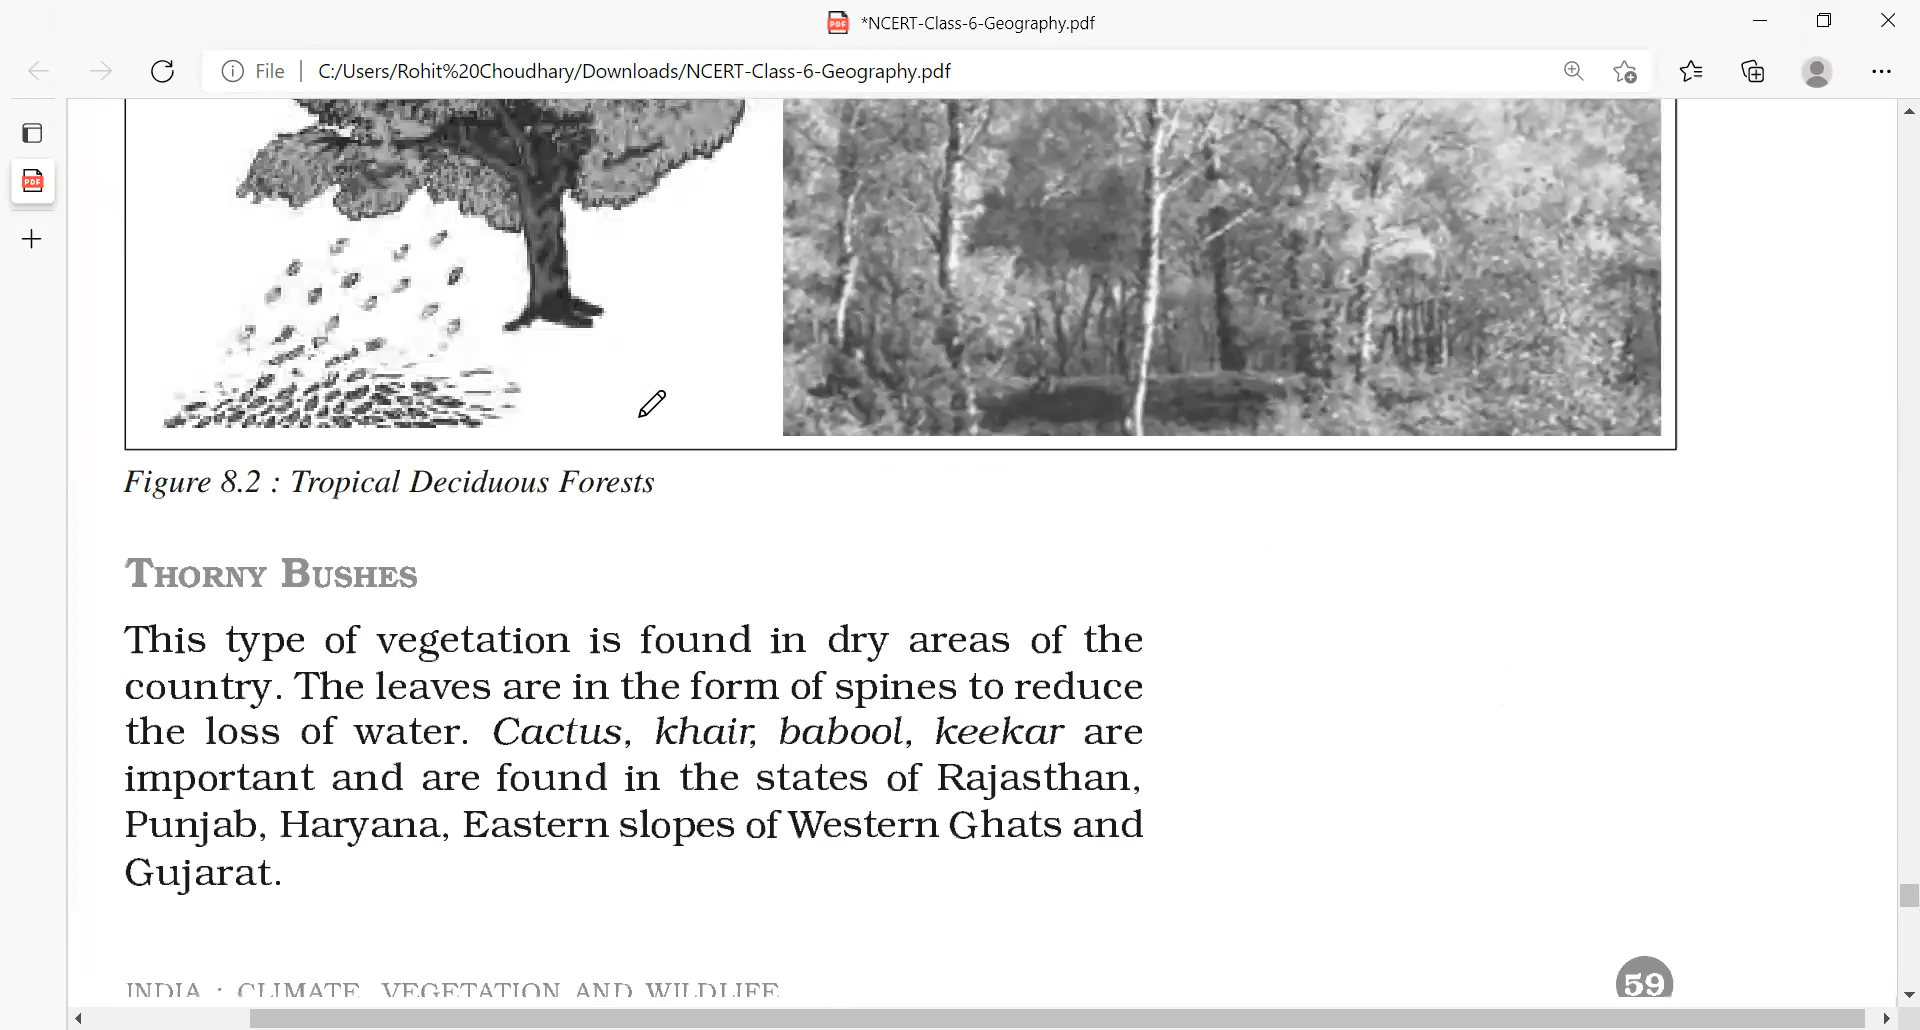 *NCERT-Class-6-Geography.pdf
File
C:/Users/Rohit%20Choudhary/Downloads/NCERT-Class-6-Geography.pdf
PDF
Figure 8.2 : Tropical Deciduous Forests
THORNY BUSHES
This type of vegetation is found in dry areas of the
country. The leaves are in the form of spines to reduce
the loss of water. Cactus, khair, babool, keekar are
important and are found in the states of Rajasthan,
Punjab, Haryana, Eastern slopes of Western Ghats and
Gujarat.
INDIA : CLIMATE, VEGETATION AND WILDLIFE
59